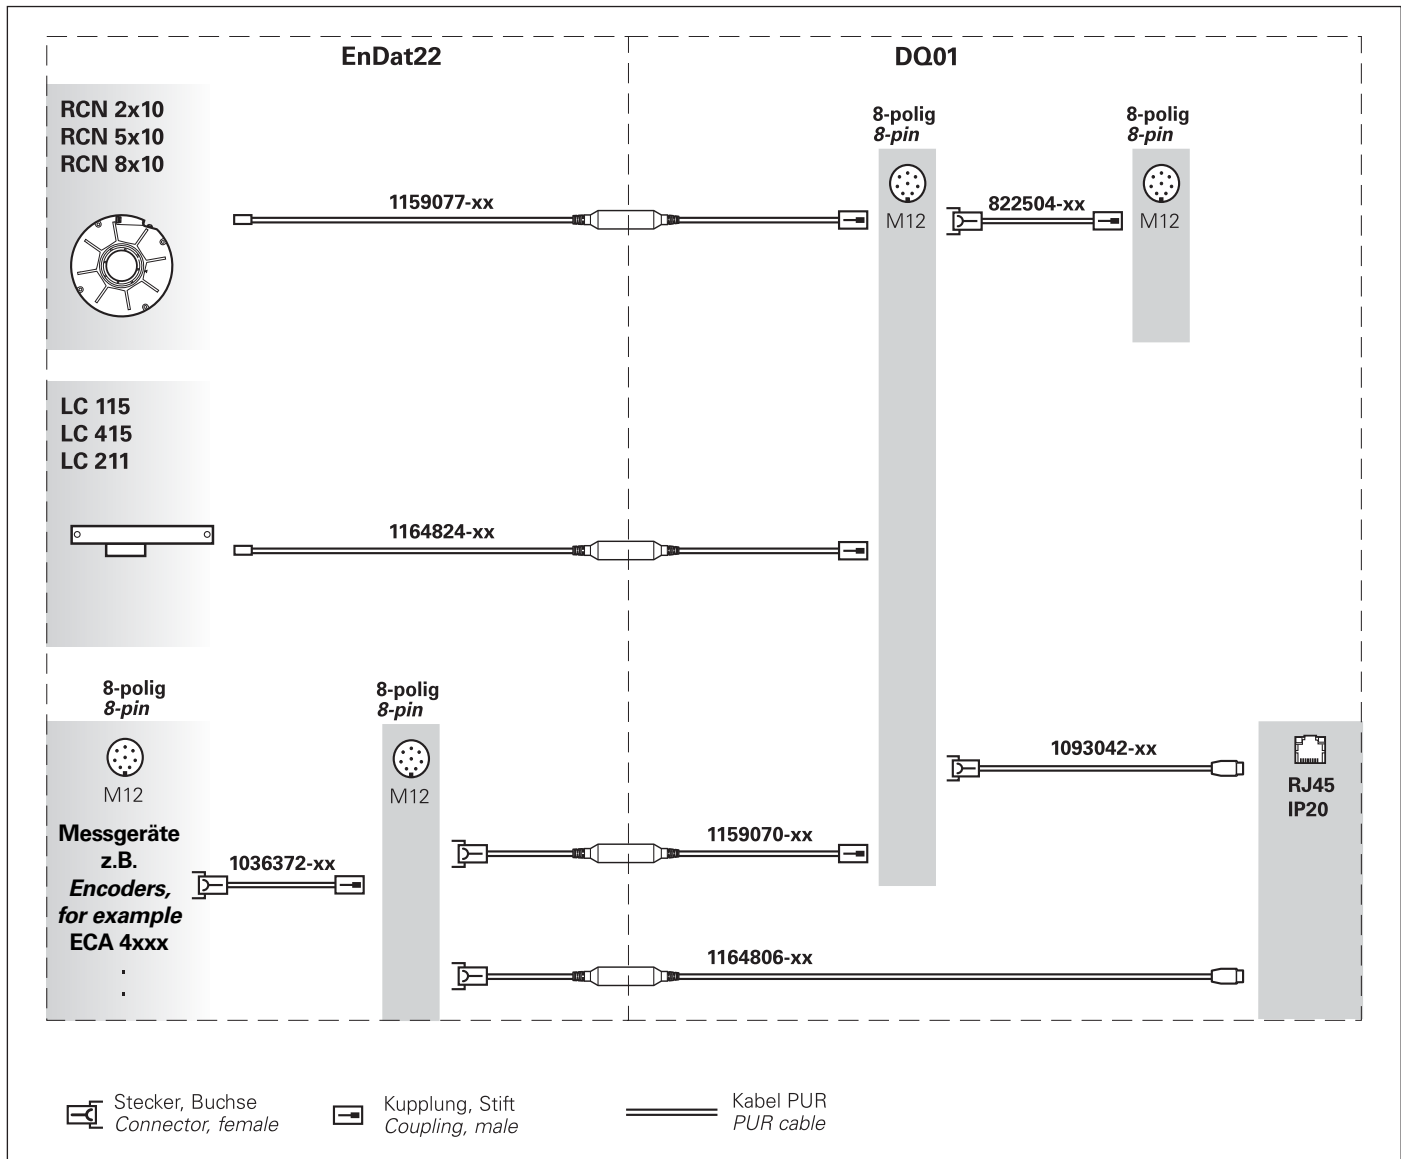 EnDat22
DQ01
RCN 2x10
RCN 5x10
RCN 8x10
8-polig
8-pin
M12
8-polig
8-pin
M12
1159077-xx
822504-xx
LC 115
LC 415
LC 211
1164824-xx
8-polig
8-pin
M12
8-polig
8-pin
M12
Messgeräte
z.B.
Encoders,
for example
ECA 4xxx
.
.
1036372-xx
1159070-xx
1093042-xx
RJ45
IP20
1164806-xx
Stecker, Buchse
Connector, female
Kupplung, Stift
Coupling, male
Kabel PUR
PUR cable